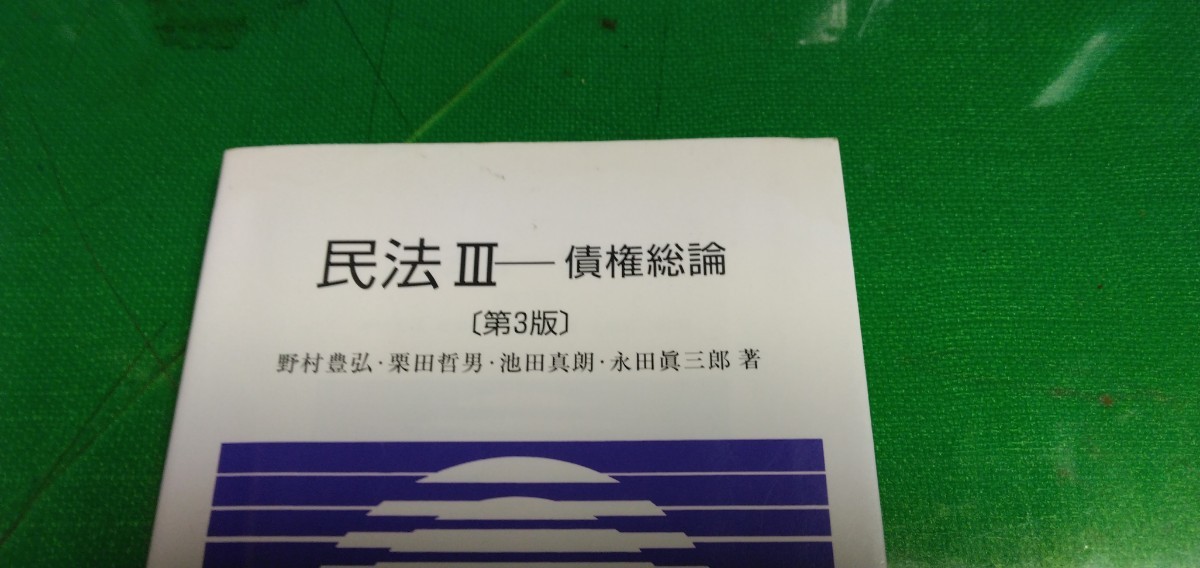 民法Ⅲ―債権総論
〔第3版〕
野村豊弘・栗田哲男・池田真朗・永田眞三郎 著